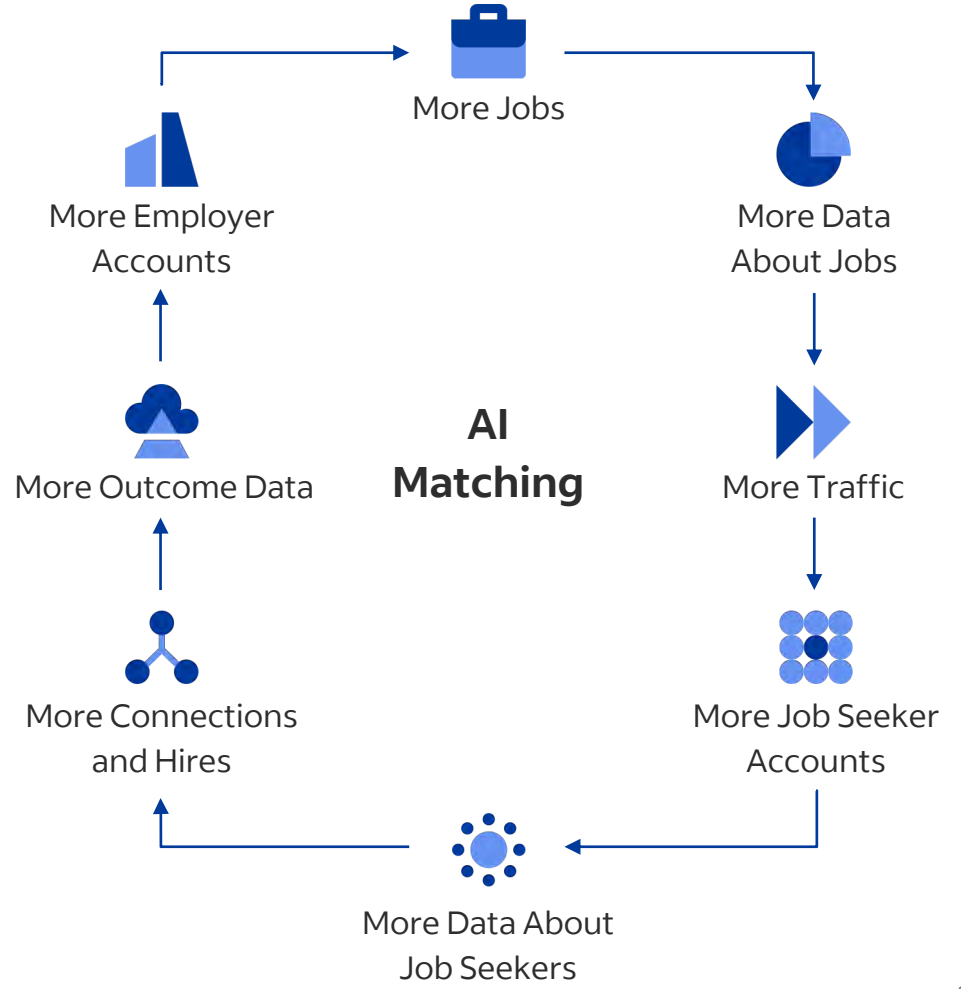 More Jobs
More Employer
Accounts
More Data
About Jobs
More Outcome Data
AI
Matching
More Traffic
More Connections
and Hires
More Job Seeker
Accounts
More Data About
Job Seekers